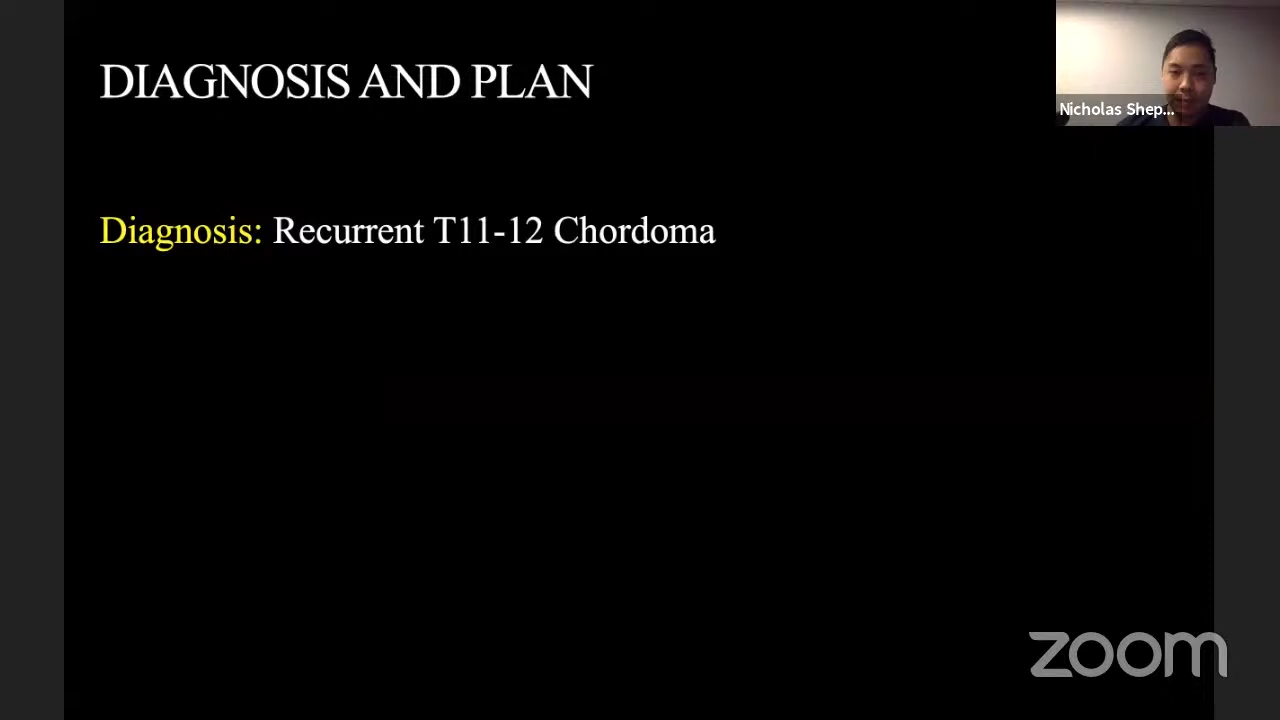 DIAGNOSIS AND PLAN
Nicholas Shep...
Diagnosis: Recurrent T11-12 Chordoma
zoom